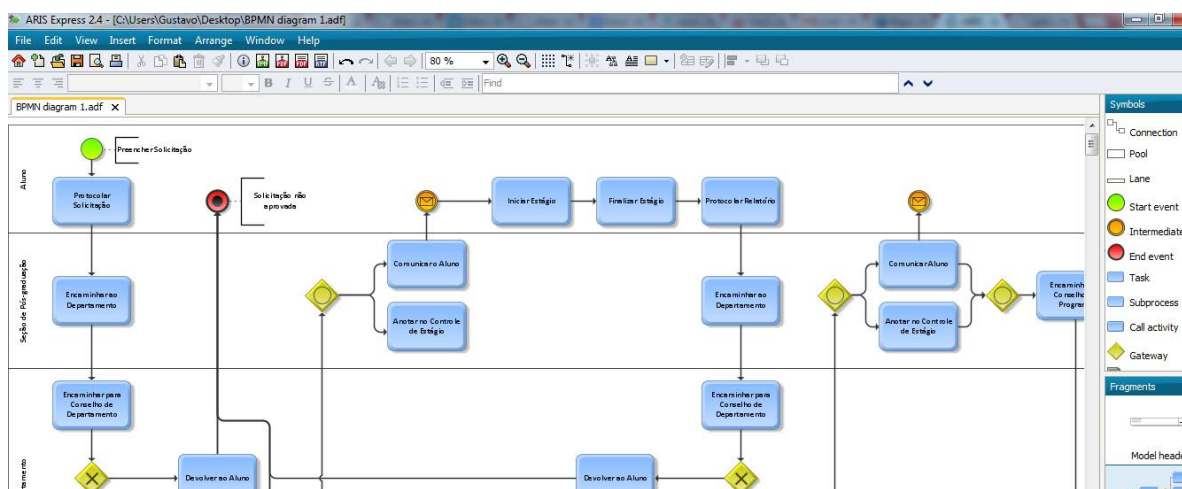 ARIS Express 2.4 - [C:\Users\Gustavo\Desktop\BPMN diagram 1.adf]
File Edit View Insert Format Arrange Window Help
80 %
B I U S A
Find
BPMN diagram 1.adf X
Symbols
Connection
Pool
Lane
Start event
Intermediate
End event
Task
Subprocess
Call activity
Gateway
Fragments
Model heade
Aluno
Preencher Solicitação
Protocolar
Solicitação
Solicitação não
aprovada
Iniciar Estágio
Finalizar Estágio
Protocolar Relatório
Seção de Pós-graduação
Encaminhar ao
Departamento
Comunicar o Aluno
Anotar no Controle
de Estágio
Encaminhar ao
Departamento
Comunicar Aluno
Anotar no Controle
de Estágio
Encaminh
Conselho
Progra
tamento
Encaminhar para
Conselho de
Departamento
Devolver ao Aluno
Encaminhar para
Conselho de
Departamento
Devolver ao Aluno